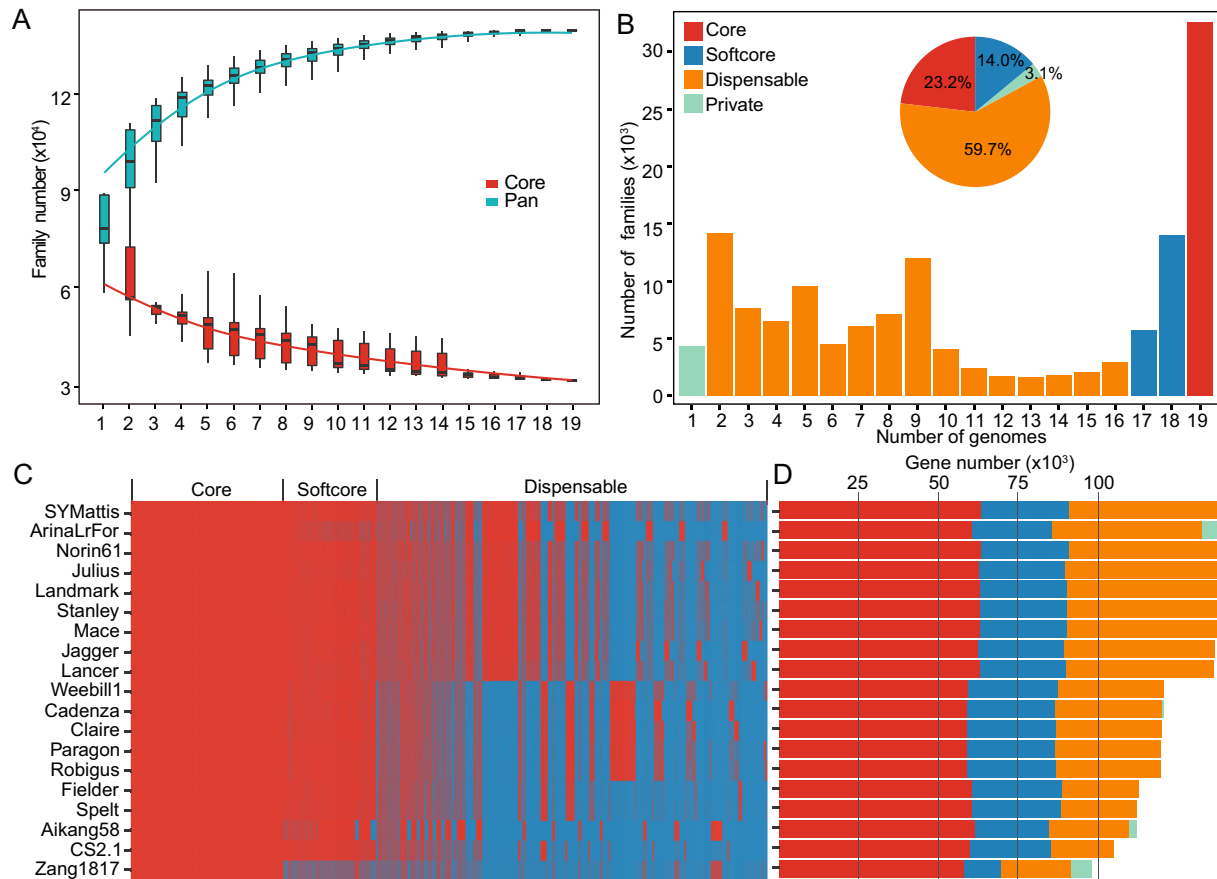 A
Family number (x10⁴)
12
9
6
3
Core
Pan
1 2 3 4 5 6 7 8 9 10 11 12 13 14 15 16 17 18 19
B
Core
Softcore
Dispensable
Private
14.0%
3.1%
23.2%
59.7%
Number of families (x10³)
30
25
20
15
10
5
0
1 2 3 4 5 6 7 8 9 10 11 12 13 14 15 16 17 18 19
Number of genomes
C
Core Softcore Dispensable
SYMattis
ArinaLrFor
Norin61
Julius
Landmark
Stanley
Mace
Jagger
Lancer
Weebill1
Cadenza
Claire
Paragon
Robigus
Fielder
Spelt
Aikang58
CS2.1
Zang1817
D
Gene number (x10³)
25 50 75 100